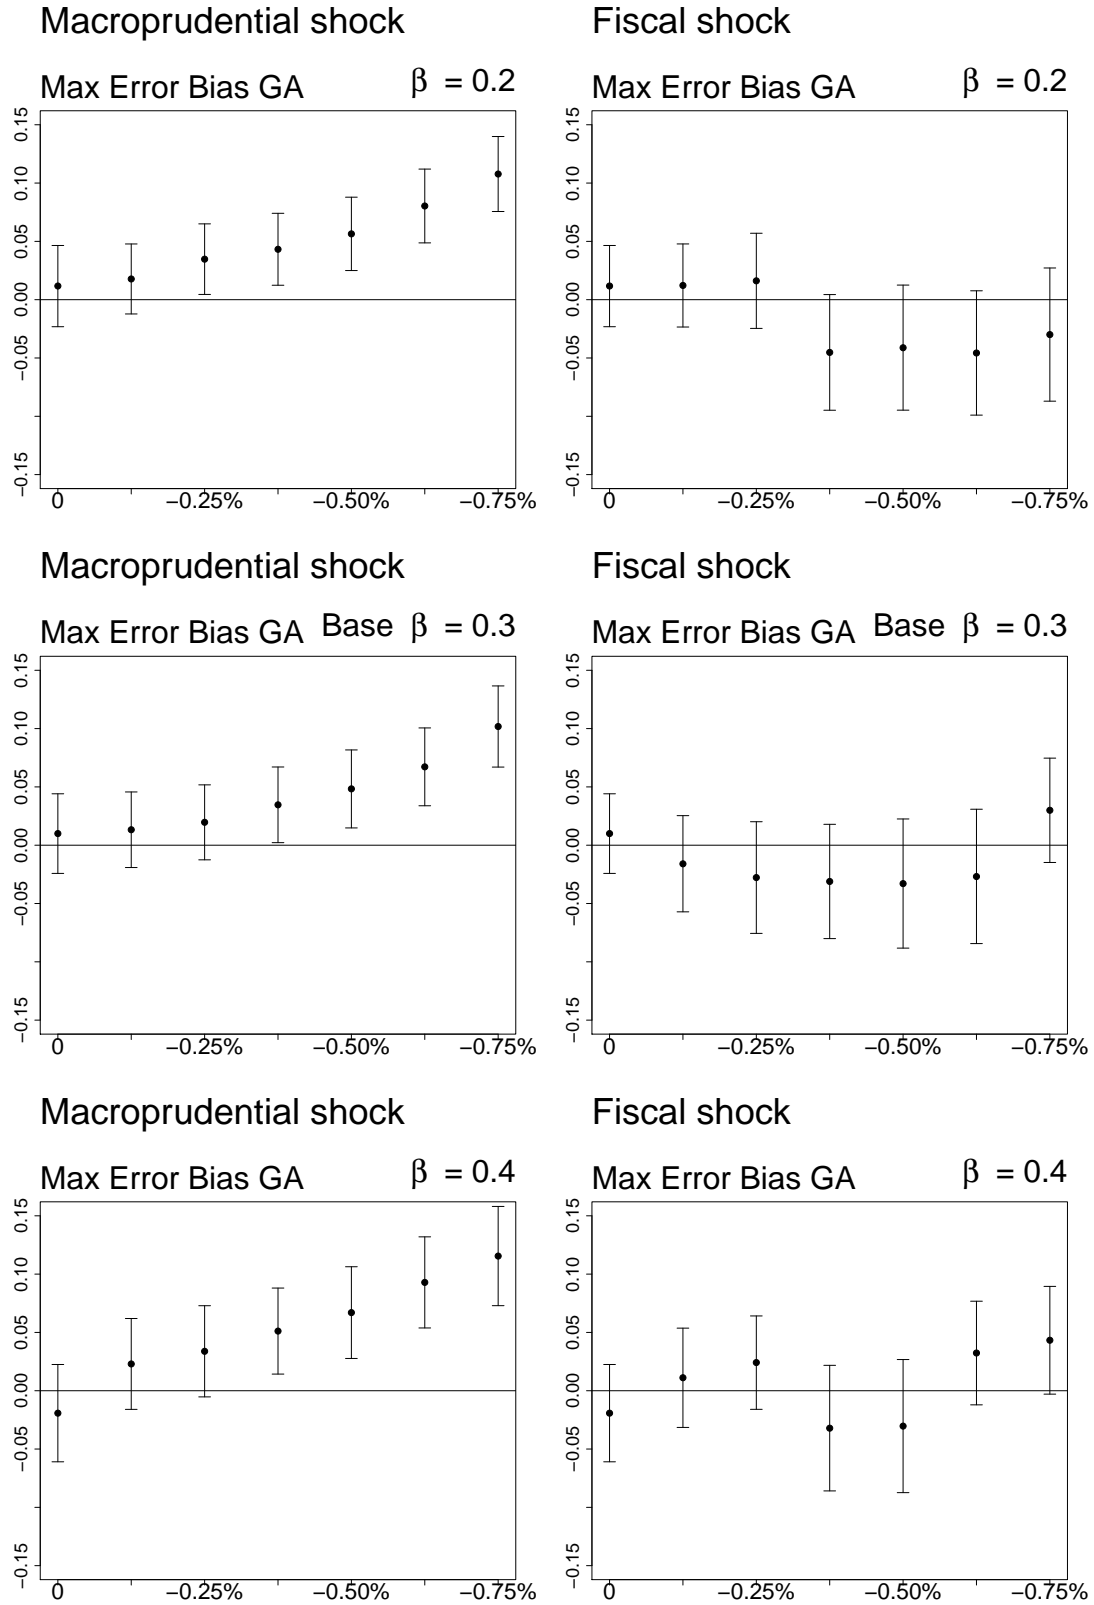 Macroprudential shock
Max Error Bias GA β = 0.2
0.15
0.10
0.05
0.00
−0.05
−0.15
0 −0.25% −0.50% −0.75%
Fiscal shock
Max Error Bias GA β = 0.2
0.15
0.10
0.05
0.00
−0.05
−0.15
0 −0.25% −0.50% −0.75%
Macroprudential shock
Max Error Bias GA Base β = 0.3
0.15
0.10
0.05
0.00
−0.05
−0.15
0 −0.25% −0.50% −0.75%
Fiscal shock
Max Error Bias GA Base β = 0.3
0.15
0.10
0.05
0.00
−0.05
−0.15
0 −0.25% −0.50% −0.75%
Macroprudential shock
Max Error Bias GA β = 0.4
0.15
0.10
0.05
0.00
−0.05
−0.15
0 −0.25% −0.50% −0.75%
Fiscal shock
Max Error Bias GA β = 0.4
0.15
0.10
0.05
0.00
−0.05
−0.15
0 −0.25% −0.50% −0.75%